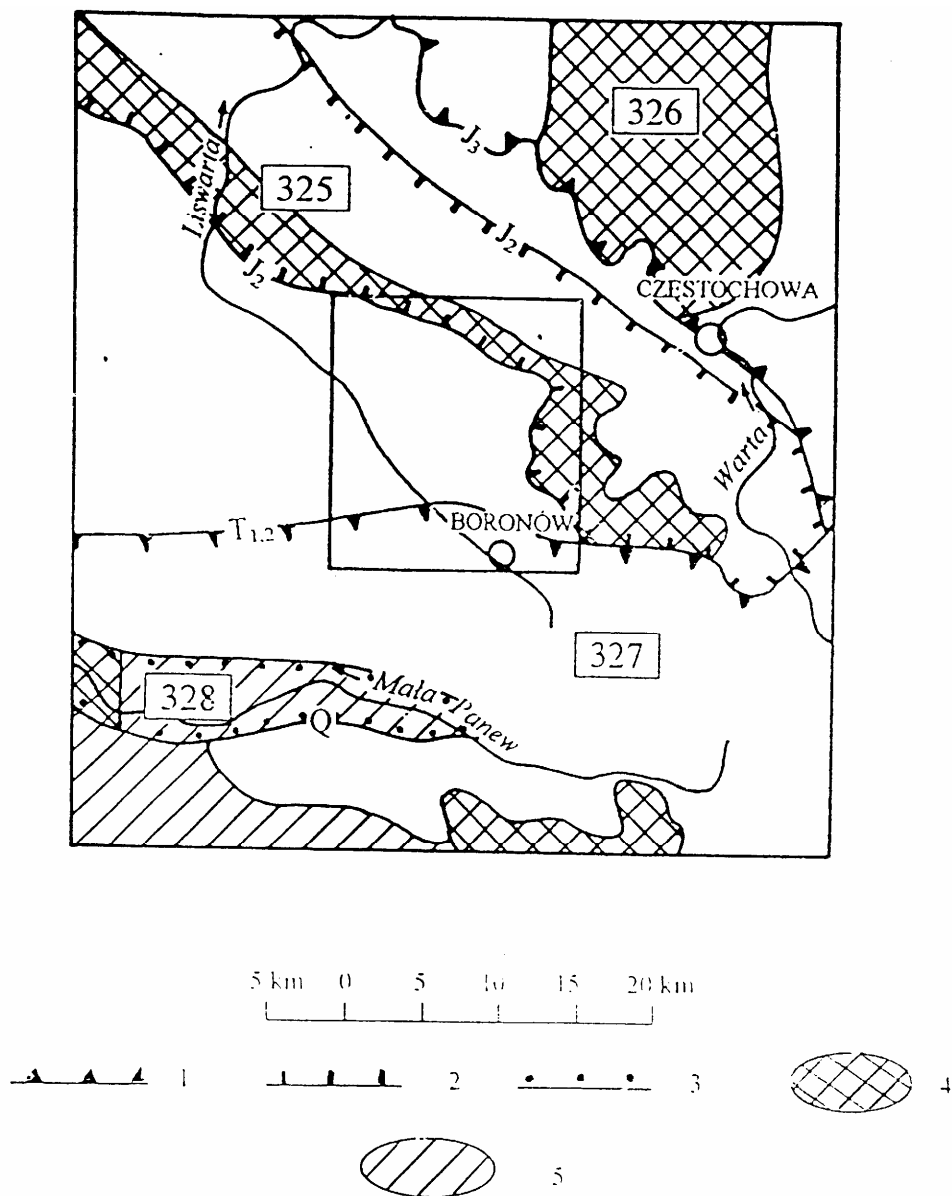 326
J₃
325
Liswarta
J₂
J₂
CZĘSTOCHOWA
Warta
BORONÓW
T₁,₂
327
328
Mała Panew
Q
5 km 0 5 10 15 20 km
1 2 3 4
5